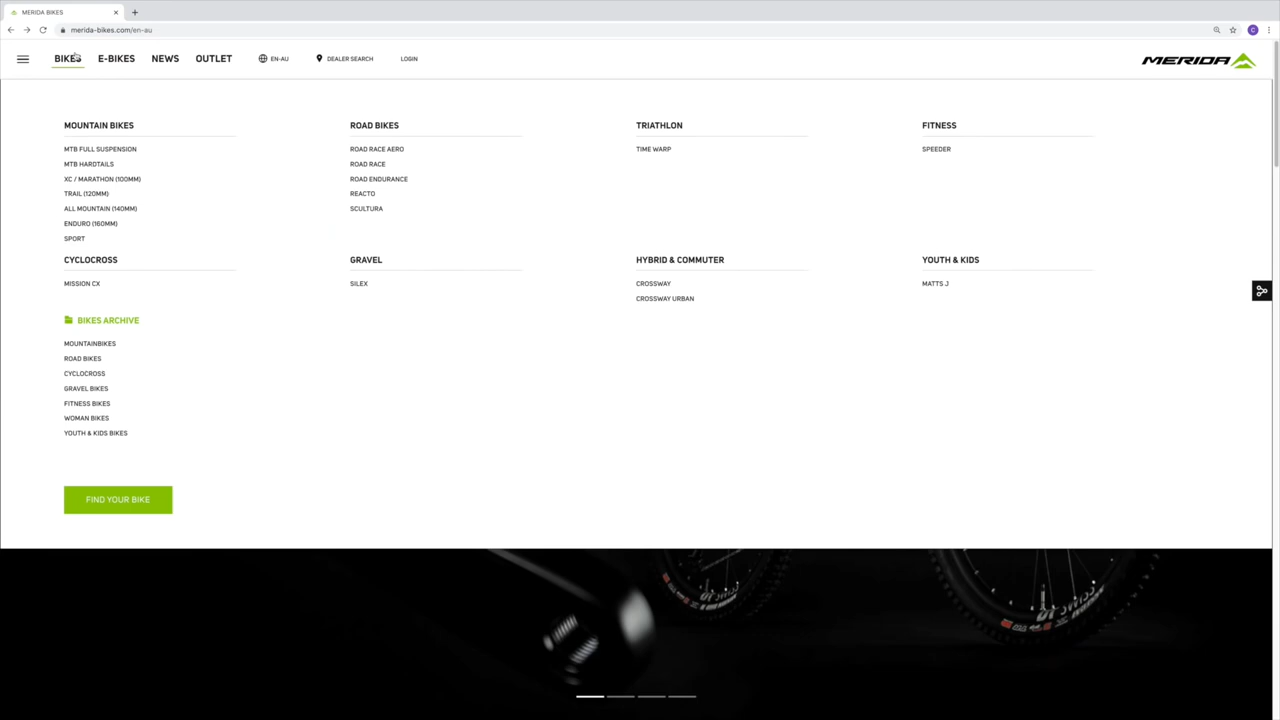 MERIDA BIKES
merida-bikes.com/en-au
C
BIKES E-BIKES NEWS OUTLET EN-AU DEALER SEARCH LOGIN
MERIDA
MOUNTAIN BIKES
MTB FULL SUSPENSION
MTB HARDTAILS
XC / MARATHON (100MM)
TRAIL (120MM)
ALL MOUNTAIN (140MM)
ENDURO (160MM)
SPORT
ROAD BIKES
ROAD RACE AERO
ROAD RACE
ROAD ENDURANCE
REACTO
SCULTURA
TRIATHLON
TIME WARP
FITNESS
SPEEDER
CYCLOCROSS
MISSION CX
GRAVEL
SILEX
HYBRID & COMMUTER
CROSSWAY
CROSSWAY URBAN
YOUTH & KIDS
MATTS J
BIKES ARCHIVE
MOUNTAINBIKES
ROAD BIKES
CYCLOCROSS
GRAVEL BIKES
FITNESS BIKES
WOMAN BIKES
YOUTH & KIDS BIKES
FIND YOUR BIKE